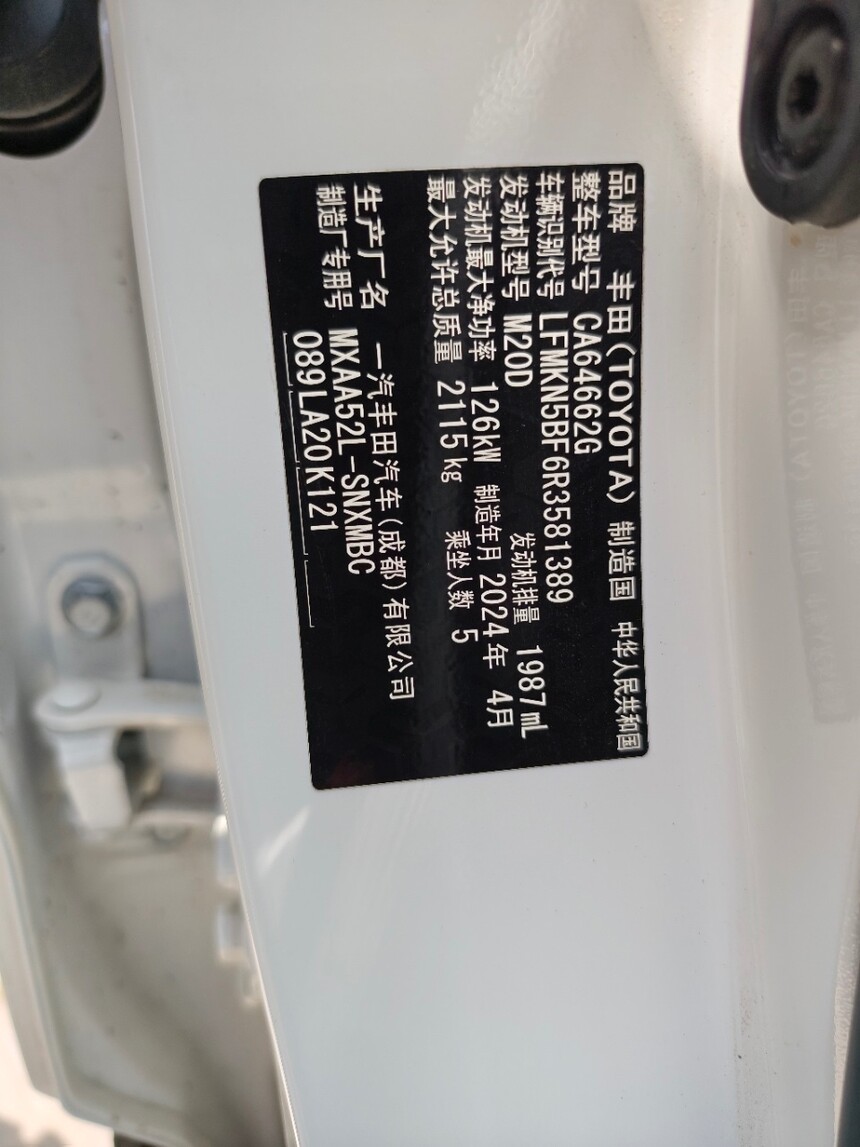 品牌 丰田(TOYOTA) 制造国 中华人民共和国
整车型号 CA64662G
车辆识别代号 LFMKN5BF6R3581389
发动机型号 M20D 发动机排量 1987mL
发动机最大净功率 126kW 制造年月 2024年 4月
最大允许总质量 2115kg 乘坐人数 5
生产厂名 一汽丰田汽车(成都)有限公司
制造厂专用号 MXAA52L-SNXMBC
089LA20K121